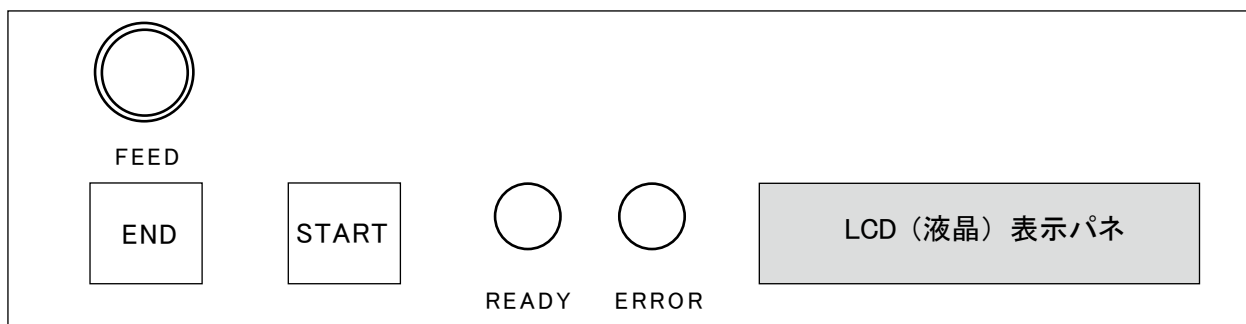 FEED
END
START
LCD（液晶）表示パネ
READY
ERROR